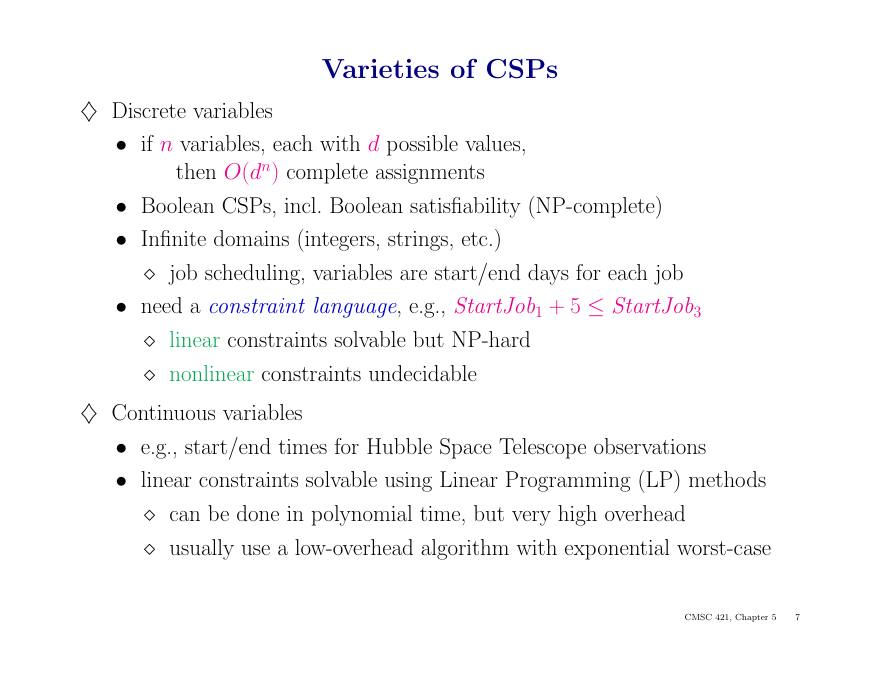 Varieties of CSPs
♢ Discrete variables
• if n variables, each with d possible values,
then O(dⁿ) complete assignments
• Boolean CSPs, incl. Boolean satisfiability (NP-complete)
• Infinite domains (integers, strings, etc.)
⋄ job scheduling, variables are start/end days for each job
• need a constraint language, e.g., StartJob₁ + 5 ≤ StartJob₃
⋄ linear constraints solvable but NP-hard
⋄ nonlinear constraints undecidable
♢ Continuous variables
• e.g., start/end times for Hubble Space Telescope observations
• linear constraints solvable using Linear Programming (LP) methods
⋄ can be done in polynomial time, but very high overhead
⋄ usually use a low-overhead algorithm with exponential worst-case
CMSC 421, Chapter 5 7